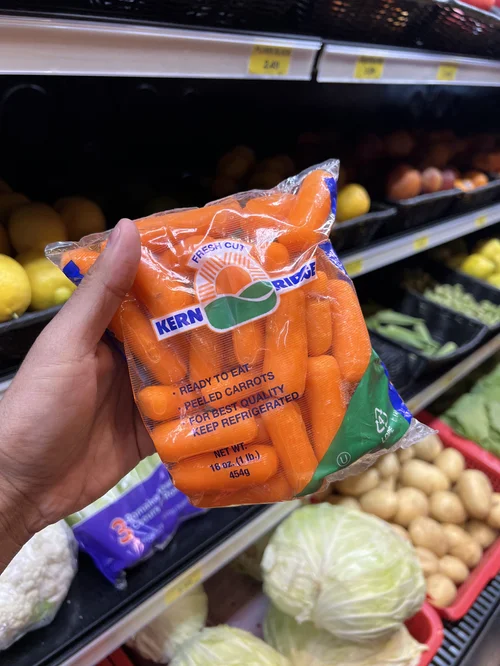 FRESH CUT
KERN RIDGE
• READY TO EAT
• PEELED CARROTS
• FOR BEST QUALITY
KEEP REFRIGERATED
NET WT.
16 oz. (1 lb.)
454g
U
3